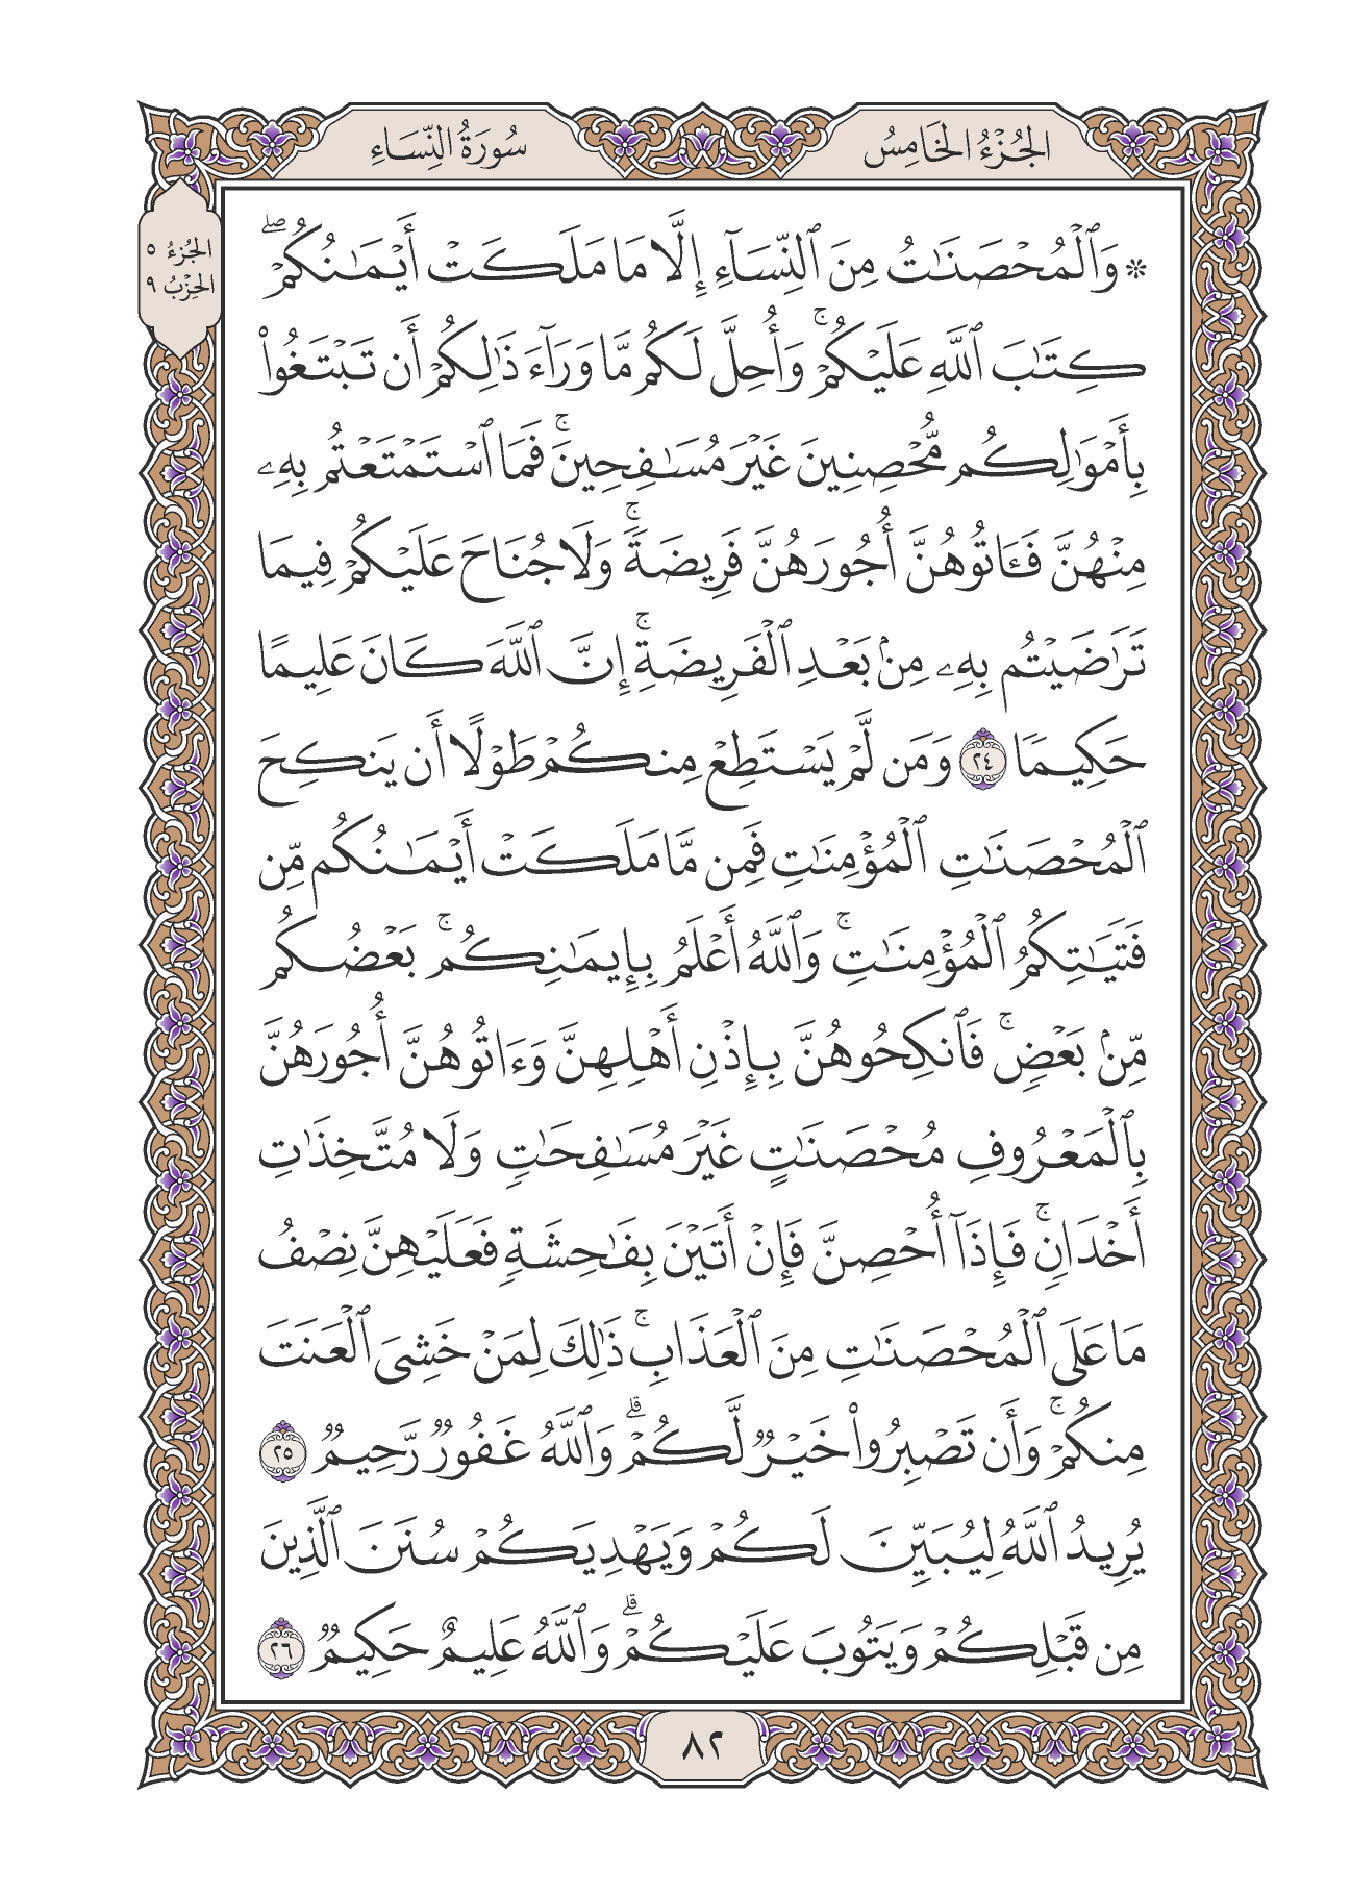 الجُزْءُ الخَامِسُ
سُورَةُ النِّسَاءِ
الجُزءُ ٥
الحِزْبُ ٩
۞ وَٱلْمُحْصَنَٰتُ مِنَ ٱلنِّسَآءِ إِلَّا مَا مَلَكَتْ أَيْمَٰنُكُمْۖ
كِتَٰبَ ٱللَّهِ عَلَيْكُمْۚ وَأُحِلَّ لَكُم مَّا وَرَآءَ ذَٰلِكُمْ أَن تَبْتَغُوا۟
بِأَمْوَٰلِكُم مُّحْصِنِينَ غَيْرَ مُسَٰفِحِينَۚ فَمَا ٱسْتَمْتَعْتُم بِهِۦ
مِنْهُنَّ فَـَٔاتُوهُنَّ أُجُورَهُنَّ فَرِيضَةًۚ وَلَا جُنَاحَ عَلَيْكُمْ فِيمَا
تَرَٰضَيْتُم بِهِۦ مِنۢ بَعْدِ ٱلْفَرِيضَةِۚ إِنَّ ٱللَّهَ كَانَ عَلِيمًا
حَكِيمًا ٢٤ وَمَن لَّمْ يَسْتَطِعْ مِنكُمْ طَوْلًا أَن يَنكِحَ
ٱلْمُحْصَنَٰتِ ٱلْمُؤْمِنَٰتِ فَمِن مَّا مَلَكَتْ أَيْمَٰنُكُم مِّن
فَتَيَٰتِكُمُ ٱلْمُؤْمِنَٰتِۚ وَٱللَّهُ أَعْلَمُ بِإِيمَٰنِكُمۚ بَعْضُكُم
مِّنۢ بَعْضٍۚ فَٱنكِحُوهُنَّ بِإِذْنِ أَهْلِهِنَّ وَءَاتُوهُنَّ أُجُورَهُنَّ
بِٱلْمَعْرُوفِ مُحْصَنَٰتٍ غَيْرَ مُسَٰفِحَٰتٍ وَلَا مُتَّخِذَٰتِ
أَخْدَانٍۚ فَإِذَآ أُحْصِنَّ فَإِنْ أَتَيْنَ بِفَٰحِشَةٍ فَعَلَيْهِنَّ نِصْفُ
مَا عَلَى ٱلْمُحْصَنَٰتِ مِنَ ٱلْعَذَابِۚ ذَٰلِكَ لِمَنْ خَشِىَ ٱلْعَنَتَ
مِنكُمْۚ وَأَن تَصْبِرُوا۟ خَيْرٌ لَّكُمْۗ وَٱللَّهُ غَفُورٌ رَّحِيمٌ ٢٥
يُرِيدُ ٱللَّهُ لِيُبَيِّنَ لَكُمْ وَيَهْدِيَكُمْ سُنَنَ ٱلَّذِينَ
مِن قَبْلِكُمْ وَيَتُوبَ عَلَيْكُمْۗ وَٱللَّهُ عَلِيمٌ حَكِيمٌ ٢٦
٨٢